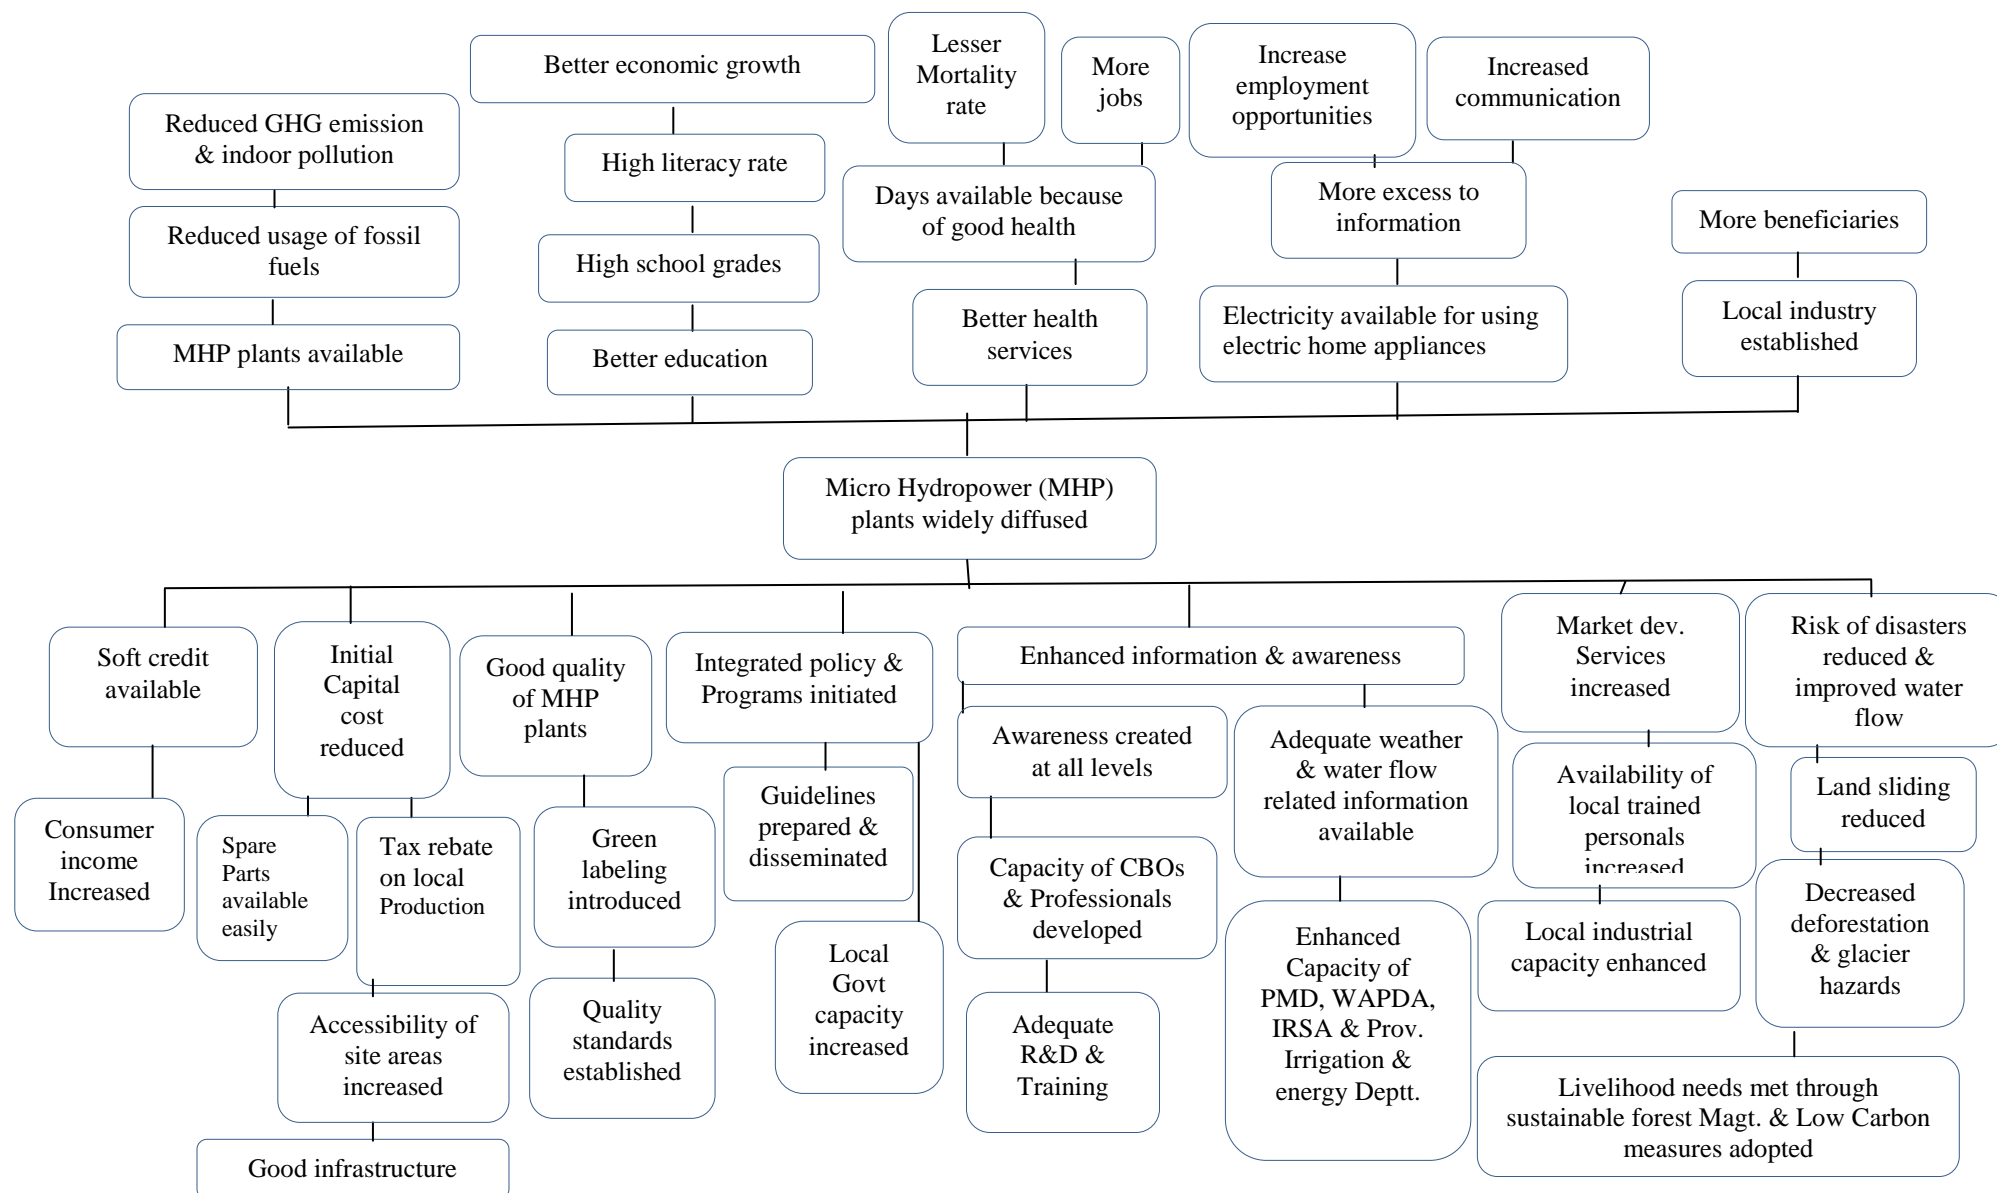 Better economic growth
Lesser
Mortality
rate
More
jobs
Increase
employment
opportunities
Increased
communication
Reduced GHG emission
& indoor pollution
High literacy rate
Days available because
of good health
More excess to
information
More beneficiaries
Reduced usage of fossil
fuels
High school grades
Better health
services
Electricity available for using
electric home appliances
Local industry
established
MHP plants available
Better education
Micro Hydropower (MHP)
plants widely diffused
Soft credit
available
Initial
Capital
cost
reduced
Good quality
of MHP
plants
Integrated policy &
Programs initiated
Enhanced information & awareness
Market dev.
Services
increased
Risk of disasters
reduced &
improved water
flow
Consumer
income
Increased
Spare
Parts
available
easily
Tax rebate
on local
Production
Green
labeling
introduced
Guidelines
prepared &
disseminated
Awareness created
at all levels
Adequate weather
& water flow
related information
available
Availability of
local trained
personals
increased
Land sliding
reduced
Capacity of CBOs
& Professionals
developed
Decreased
deforestation
& glacier
hazards
Accessibility of
site areas
increased
Quality
standards
established
Local
Govt
capacity
increased
Adequate
R&D &
Training
Enhanced
Capacity of
PMD, WAPDA,
IRSA & Prov.
Irrigation &
energy Deptt.
Local industrial
capacity enhanced
Livelihood needs met through
sustainable forest Magt. & Low Carbon
measures adopted
Good infrastructure